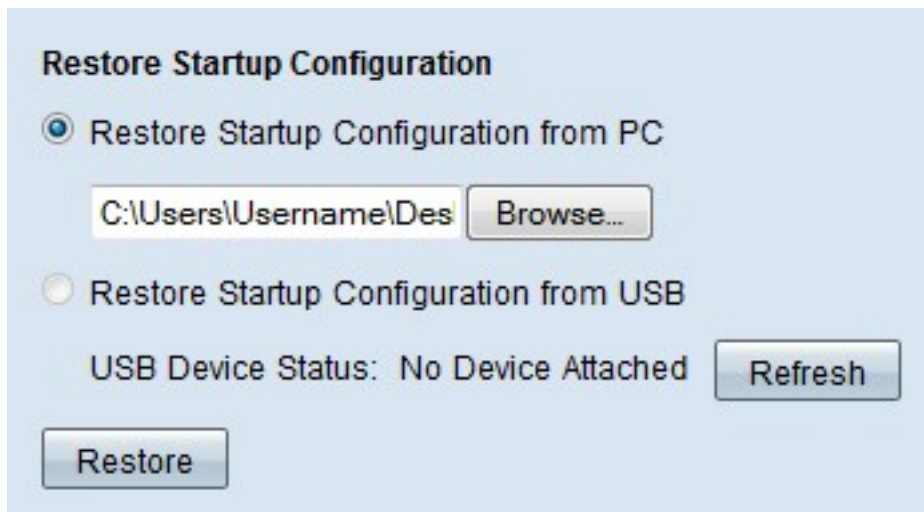 Restore Startup Configuration
Restore Startup Configuration from PC
C:\Users\Username\Des
Browse...
Restore Startup Configuration from USB
USB Device Status: No Device Attached Refresh
Restore